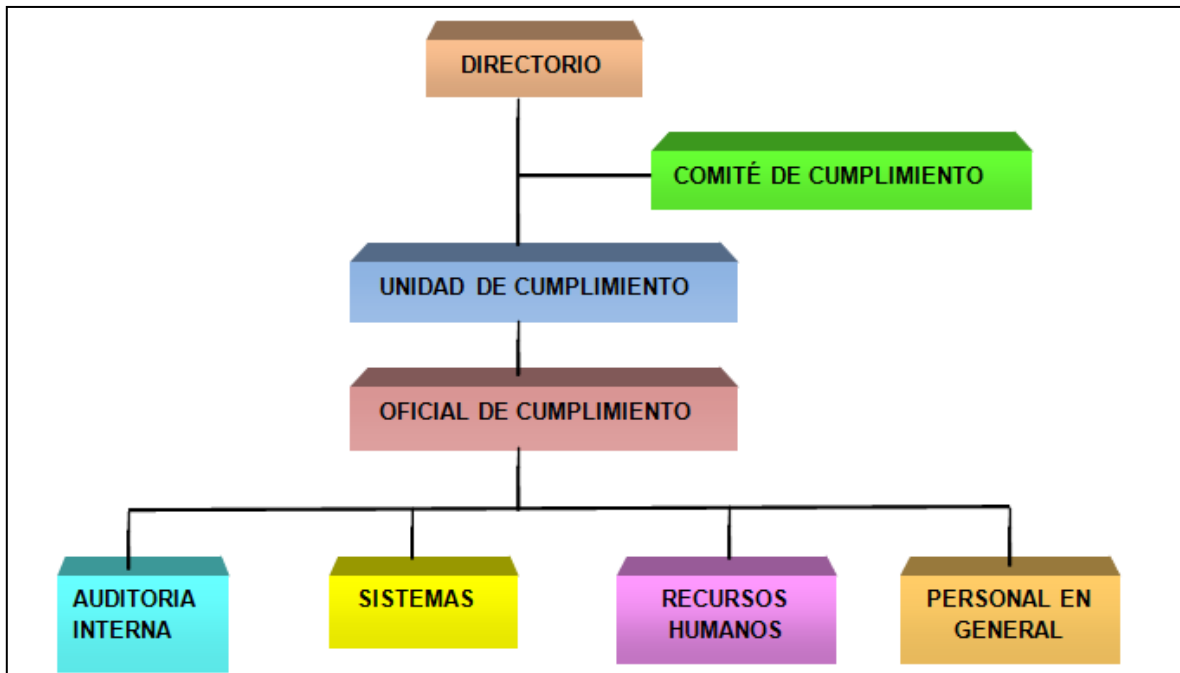 DIRECTORIO
COMITÉ DE CUMPLIMIENTO
UNIDAD DE CUMPLIMIENTO
OFICIAL DE CUMPLIMIENTO
AUDITORIA
INTERNA
SISTEMAS
RECURSOS
HUMANOS
PERSONAL EN
GENERAL